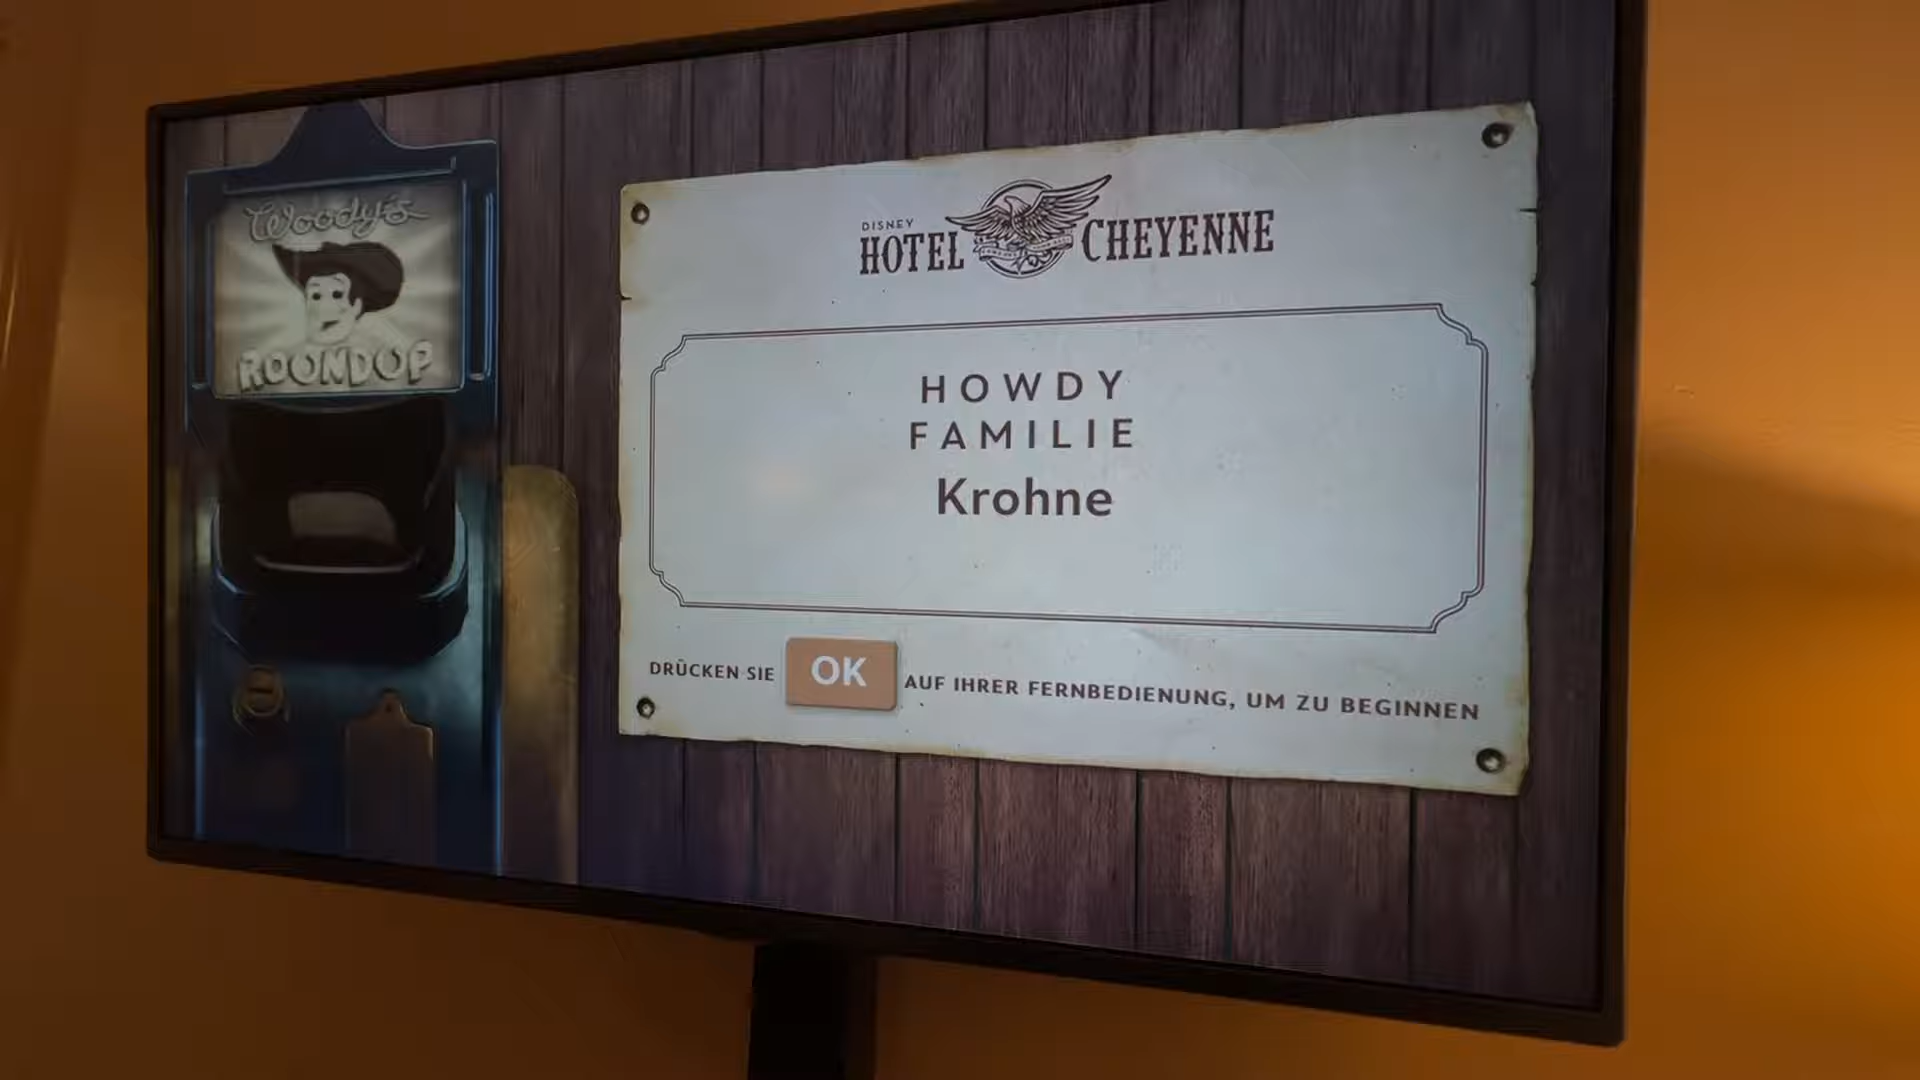 Woody's
ROUNDUP
DISNEY
HOTEL CHEYENNE
HOWDY
FAMILIE
Krohne
DRÜCKEN SIE OK AUF IHRER FERNBEDIENUNG, UM ZU BEGINNEN